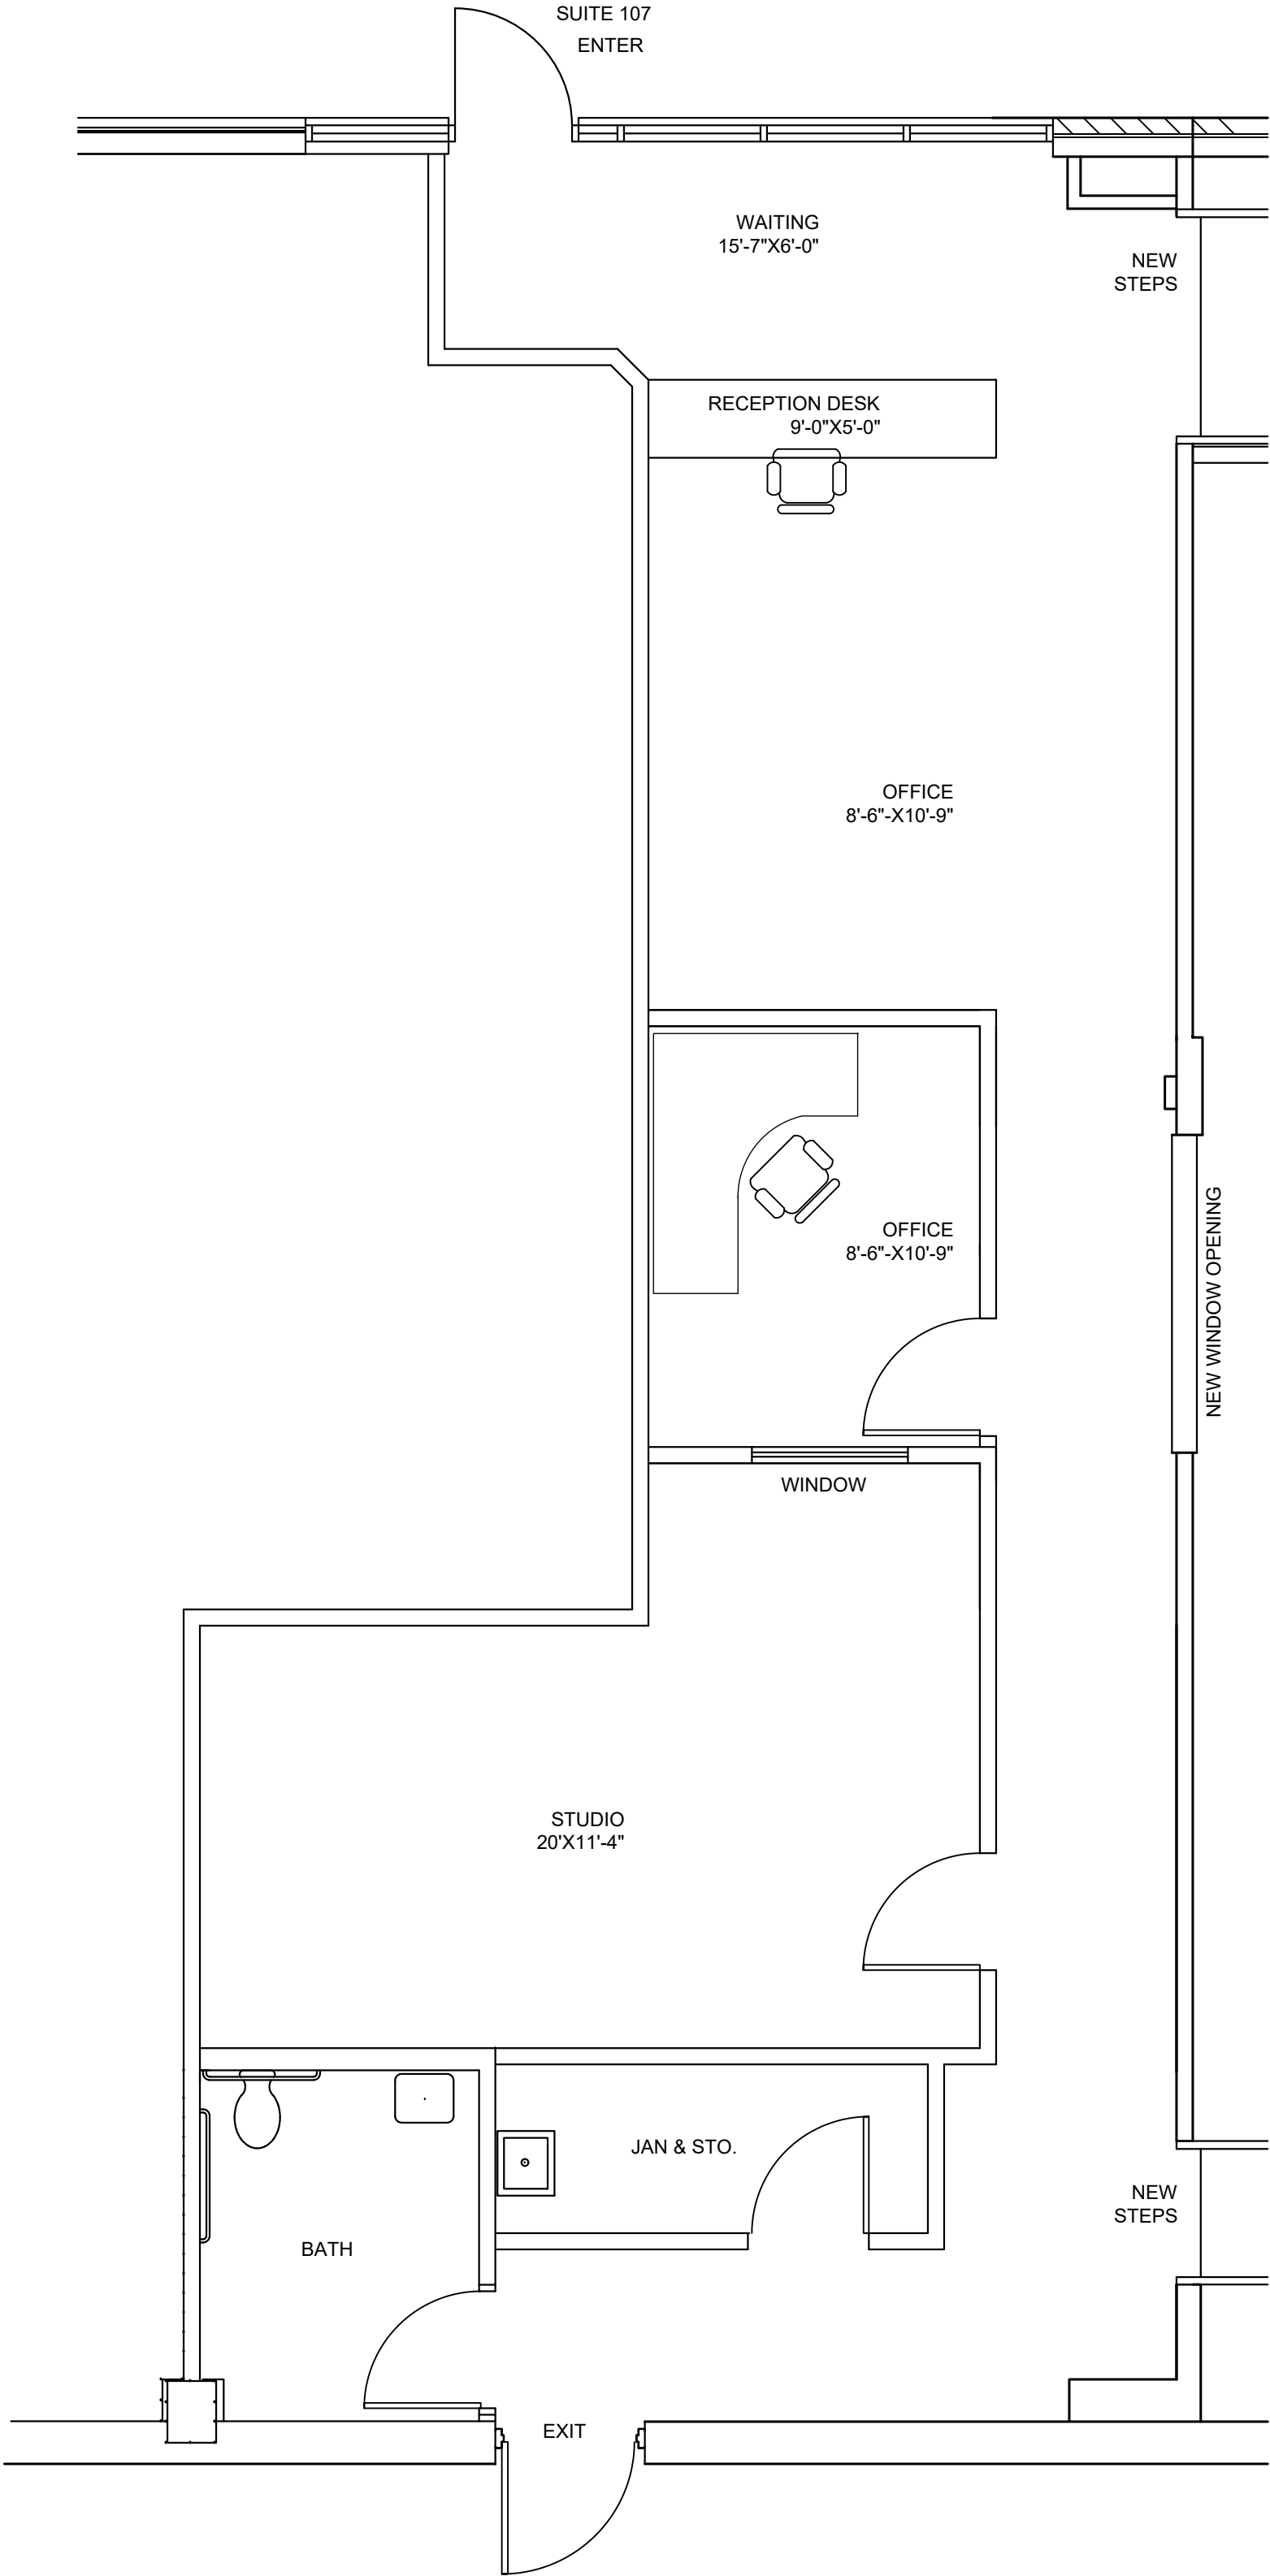 SUITE 107
ENTER
WAITING
15'-7"X6'-0"
NEW
STEPS
RECEPTION DESK
9'-0"X5'-0"
OFFICE
8'-6"-X10'-9"
OFFICE
8'-6"-X10'-9"
NEW WINDOW OPENING
WINDOW
STUDIO
20'X11'-4"
JAN & STO.
NEW
STEPS
BATH
EXIT